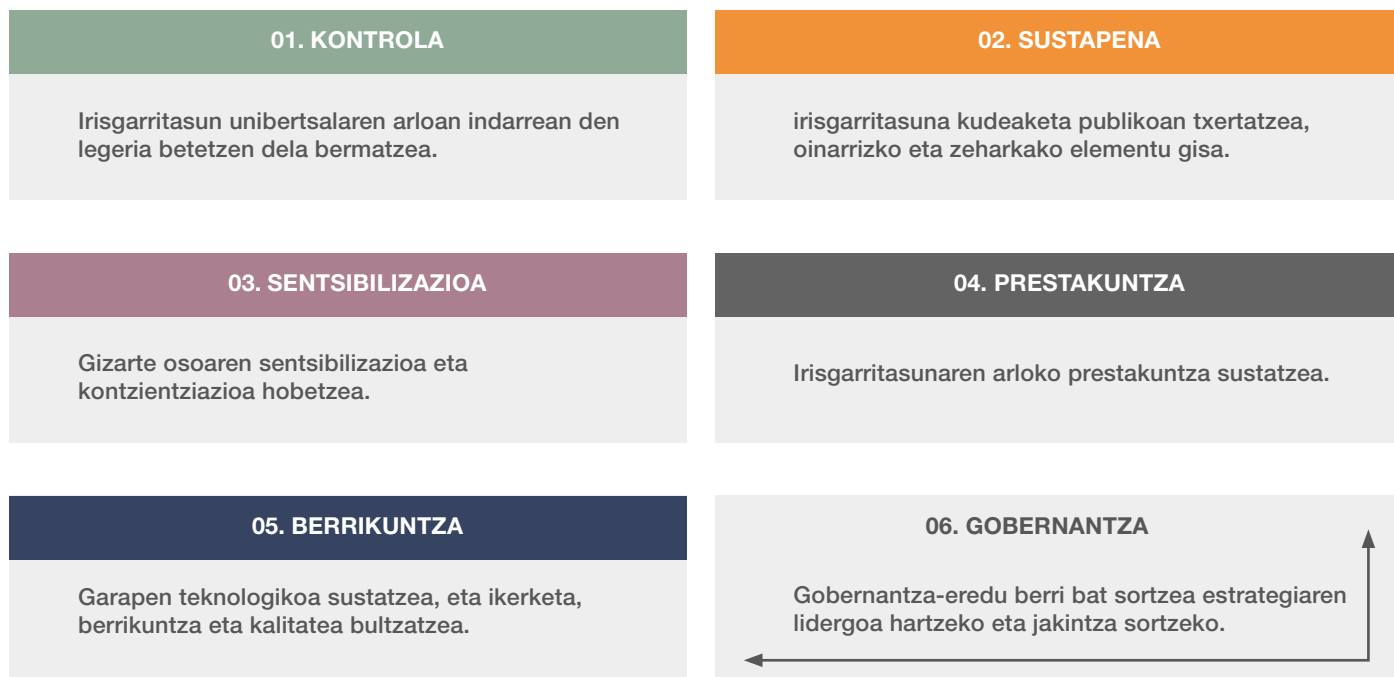 01. KONTROLA
Irisgarritasun unibertsalaren arloan indarrean den
legeria betetzen dela bermatzea.
02. SUSTAPENA
irisgarritasuna kudeaketa publikoan txertatzea,
oinarrizko eta zeharkako elementu gisa.
03. SENTSIBILIZAZIOA
Gizarte osoaren sentsibilizazioa eta
kontzientziazioa hobetzea.
04. PRESTAKUNTZA
Irisgarritasunaren arloko prestakuntza sustatzea.
05. BERRIKUNTZA
Garapen teknologikoa sustatzea, eta ikerketa,
berrikuntza eta kalitatea bultzatzea.
06. GOBERNANTZA
Gobernantza-eredu berri bat sortzea estrategiaren
lidergoa hartzeko eta jakintza sortzeko.